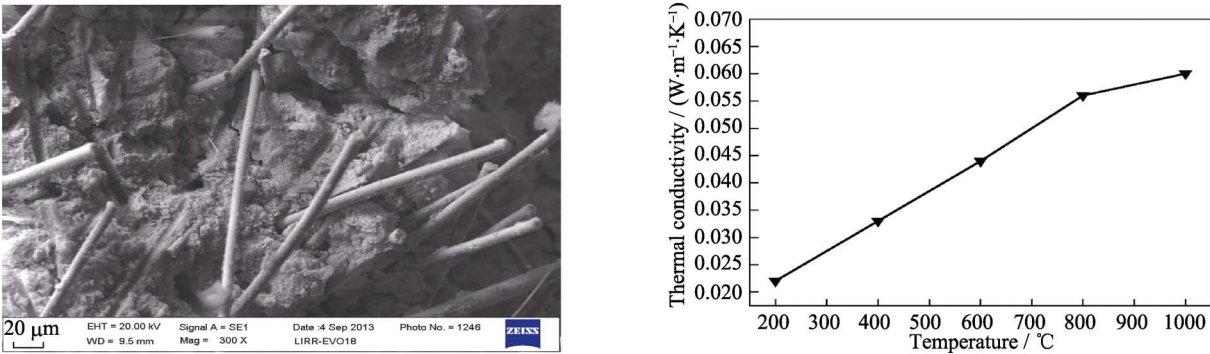 20 μm
EHT = 20.00 kV
Signal A = SE1
Date :4 Sep 2013
Photo No. = 1246
WD = 9.5 mm
Mag = 300 X
LIRR-EVO18
ZEISS
Thermal conductivity / (W·m⁻¹·K⁻¹)
0.070
0.065
0.060
0.055
0.050
0.045
0.040
0.035
0.030
0.025
0.020
200 300 400 500 600 700 800 900 1000
Temperature / ℃